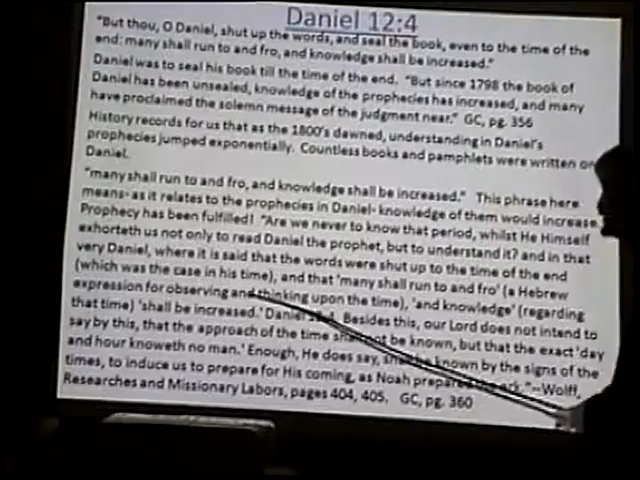 Daniel 12:4
"But thou, O Daniel, shut up the words, and seal the book, even to the time of the
end: many shall run to and fro, and knowledge shall be increased."
Daniel was to seal his book till the time of the end. "But since 1798 the book of
Daniel has been unsealed, knowledge of the prophecies has increased, and many
have proclaimed the solemn message of the judgment near." GC, pg. 356
History records for us that as the 1800's dawned, understanding in Daniel's
prophecies jumped exponentially. Countless books and pamphlets were written on
Daniel.
"many shall run to and fro, and knowledge shall be increased." This phrase here
means- as it relates to the prophecies in Daniel- knowledge of them would increase.
Prophecy has been fulfilled! "Are we never to know that period, whilst He Himself
exhorteth us not only to read Daniel the prophet, but to understand it? and in that
very Daniel, where it is said that the words were shut up to the time of the end
(which was the case in his time), and that 'many shall run to and fro' (a Hebrew
expression for observing and thinking upon the time), 'and knowledge' (regarding
that time) 'shall be increased.' Daniel 12:4. Besides this, our Lord does not intend to
say by this, that the approach of the time shall not be known, but that the exact 'day
and hour knoweth no man.' Enough, He does say, shall be known by the signs of the
times, to induce us to prepare for His coming, as Noah prepared the ark."--Wolff,
Researches and Missionary Labors, pages 404, 405. GC, pg. 360